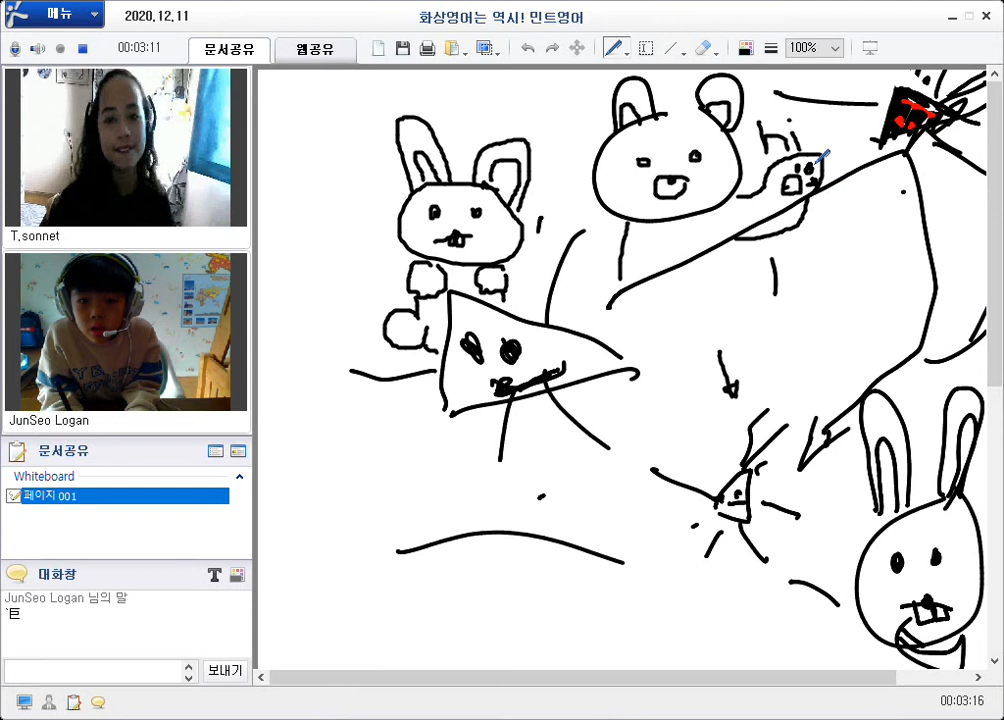 메뉴
2020.12.11
화상영어는 역시! 민트영어
00:03:11
문서공유
웹공유
100%
T.sonnet
JunSeo Logan
문서공유
Whiteboard
페이지 001
대화창
T
JunSeo Logan 님의 말
`巨
보내기
hi
00:03:16